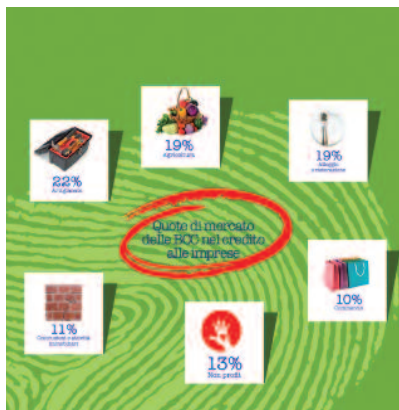 19%
Agricoltura
22%
Artigianato
19%
Alloggio
e ristorazione
Quote di mercato
delle BCC nel credito
alle imprese
10%
Commercio
11%
Costruzioni e attività
immobiliari
13%
Non profit